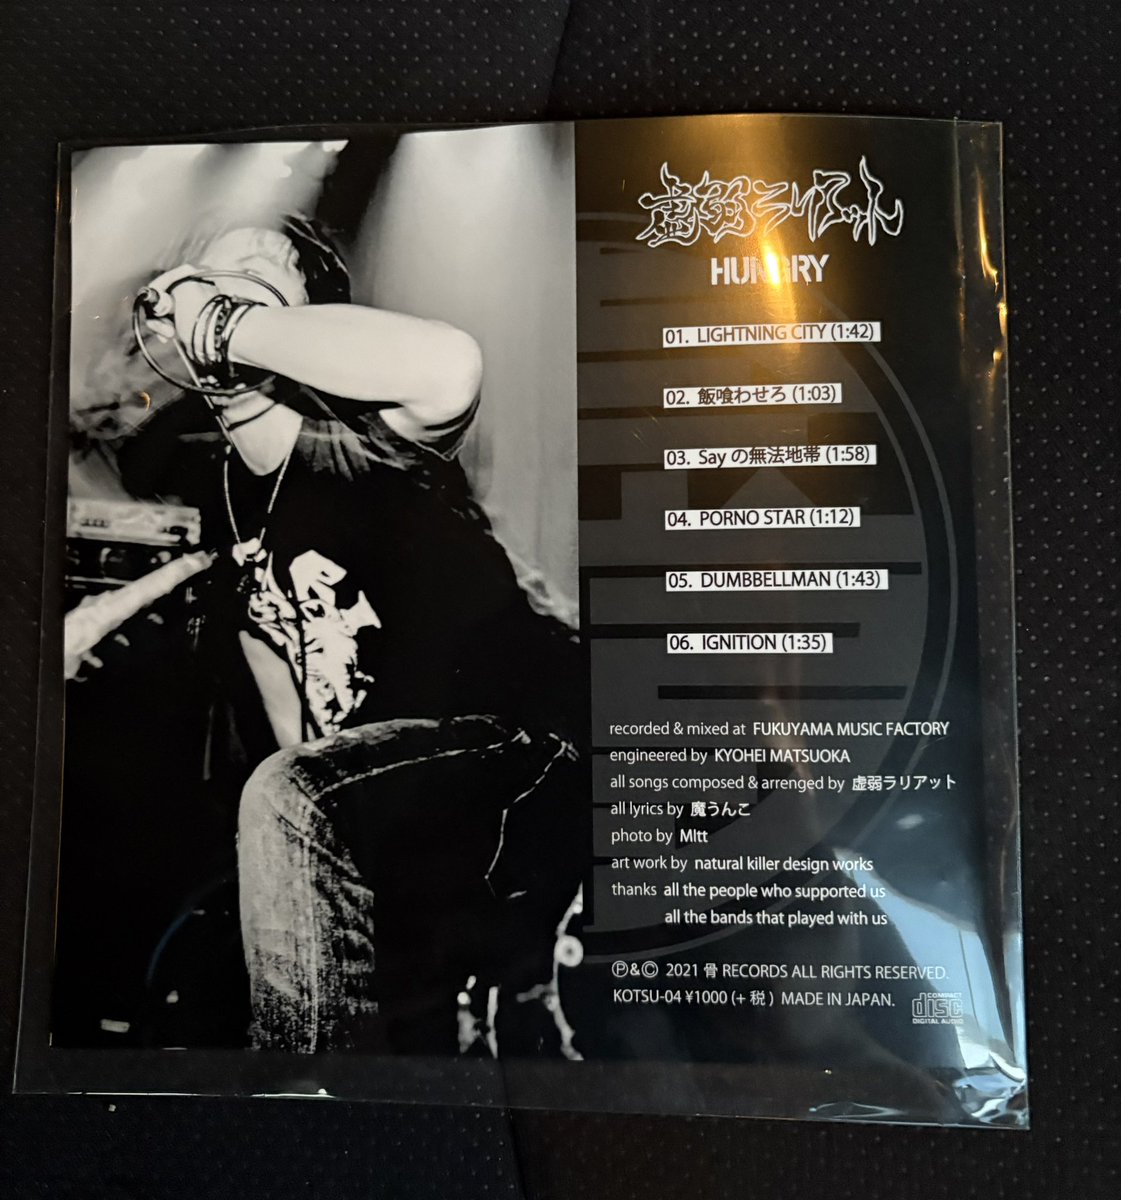 虚弱ラリアット
HUNGRY
01. LIGHTNING CITY (1:42)
02. 飯喰わせろ (1:03)
03. Say の無法地帯 (1:58)
04. PORNO STAR (1:12)
05. DUMBBELLMAN (1:43)
06. IGNITION (1:35)
recorded & mixed at FUKUYAMA MUSIC FACTORY
engineered by KYOHEI MATSUOKA
all songs composed & arrenged by 虚弱ラリアット
all lyrics by 魔うんこ
photo by MItt
art work by natural killer design works
thanks all the people who supported us
all the bands that played with us
Ⓟ&© 2021 骨 RECORDS ALL RIGHTS RESERVED.
KOTSU-04 ¥1000 (+ 税 ) MADE IN JAPAN.
COMPACT
disc
DIGITAL AUDIO